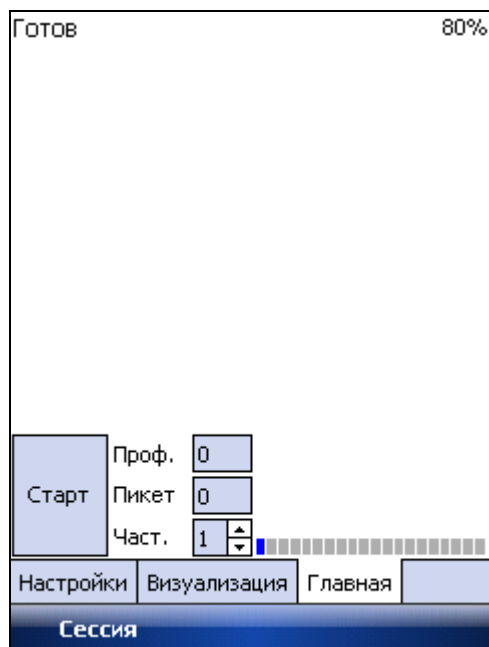 Готов 80%
Проф. 0
Старт Пикет 0
Част. 1
Настройки Визуализация Главная
Сессия